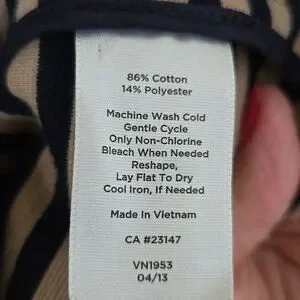 86% Cotton
14% Polyester
Machine Wash Cold
Gentle Cycle
Only Non-Chlorine
Bleach When Needed
Reshape,
Lay Flat To Dry
Cool Iron, If Needed
Made In Vietnam
CA #23147
VN1953
04/13